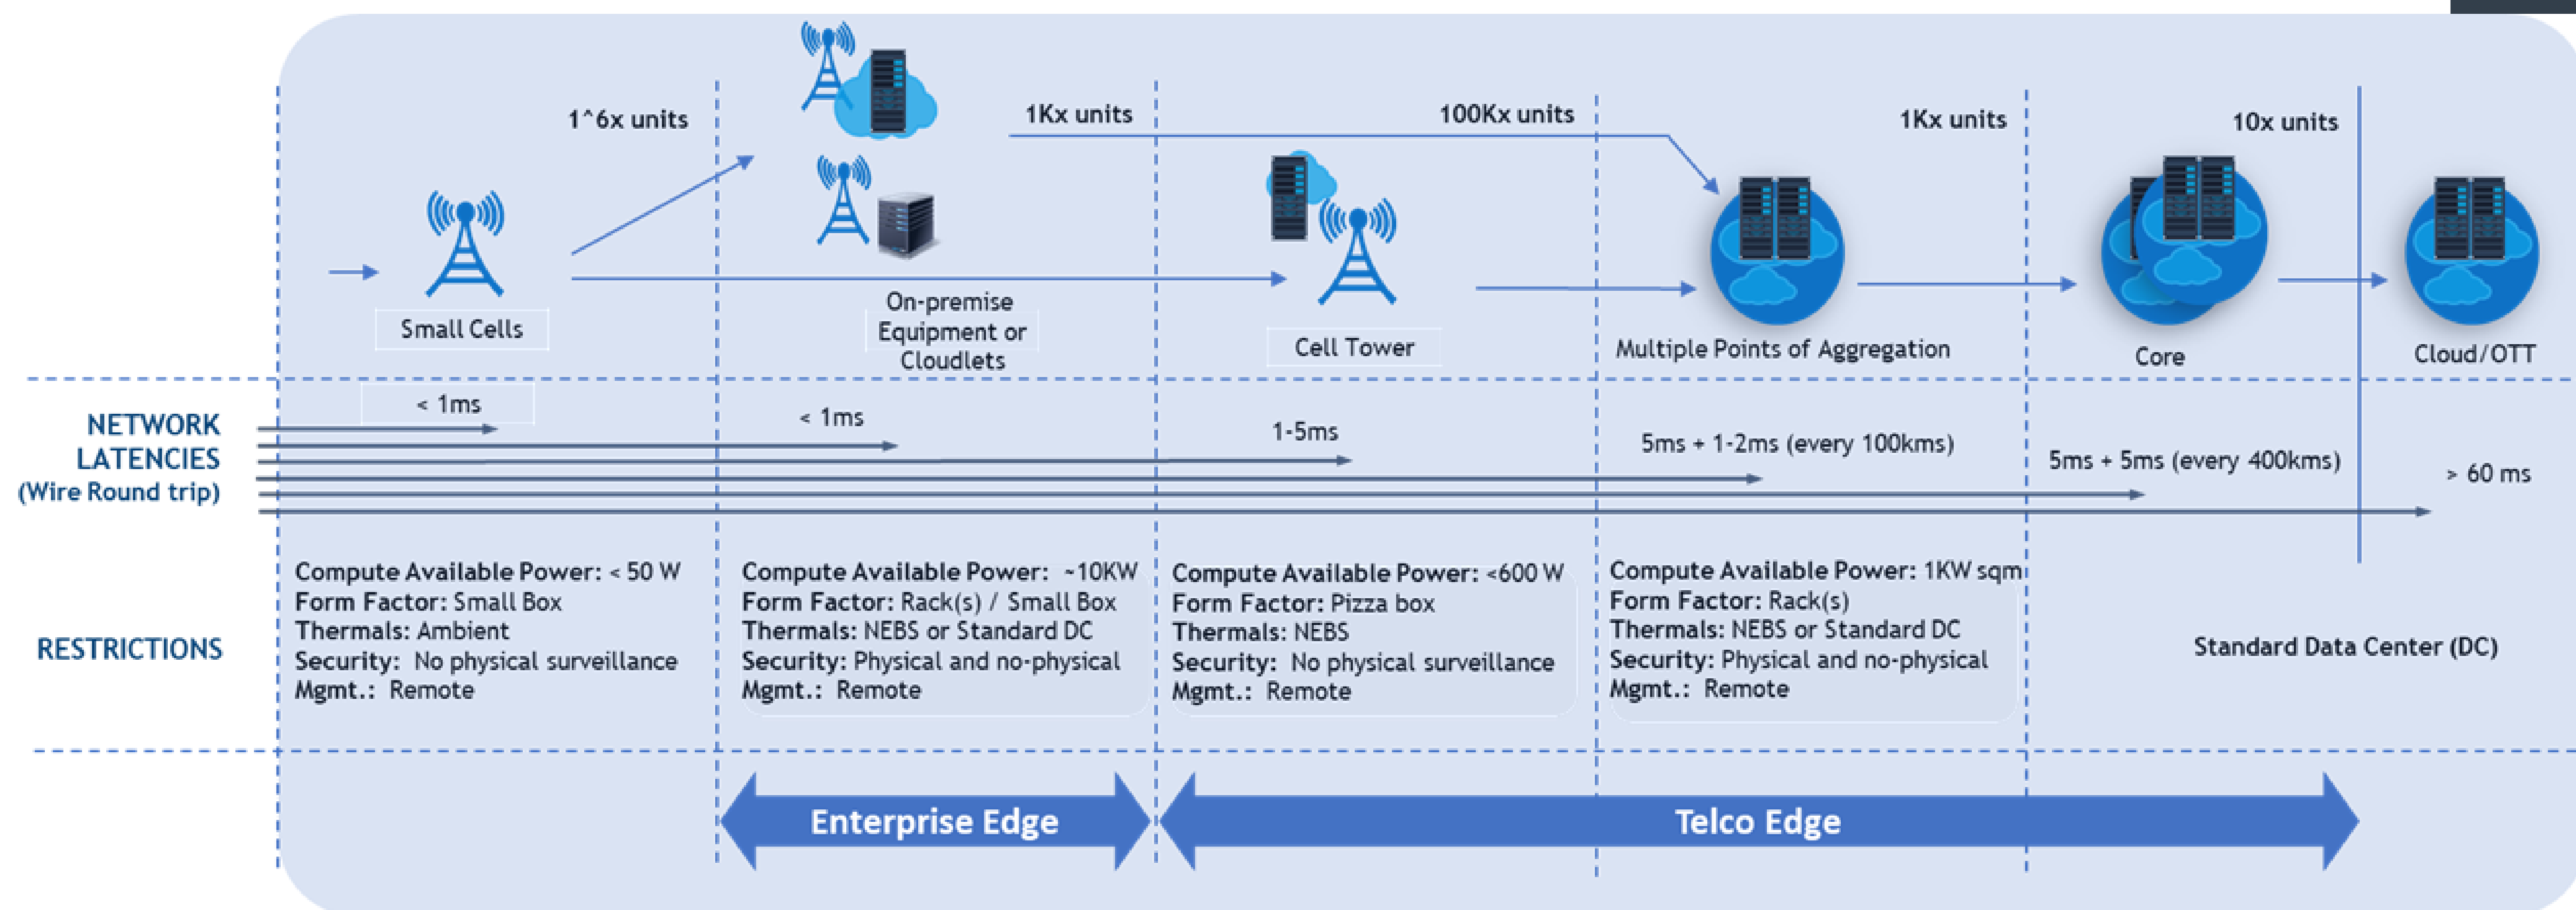 1^6x units
1Kx units
100Kx units
1Kx units
10x units
Small Cells
On-premise
Equipment or
Cloudlets
Cell Tower
Multiple Points of Aggregation
Core
Cloud/OTT
NETWORK
LATENCIES
(Wire Round trip)
< 1ms
< 1ms
1-5ms
5ms + 1-2ms (every 100kms)
5ms + 5ms (every 400kms)
> 60 ms
RESTRICTIONS
Compute Available Power: < 50 W
Form Factor: Small Box
Thermals: Ambient
Security: No physical surveillance
Mgmt.: Remote
Compute Available Power: ~10KW
Form Factor: Rack(s) / Small Box
Thermals: NEBS or Standard DC
Security: Physical and no-physical
Mgmt.: Remote
Compute Available Power: <600 W
Form Factor: Pizza box
Thermals: NEBS
Security: No physical surveillance
Mgmt.: Remote
Compute Available Power: 1KW sqm
Form Factor: Rack(s)
Thermals: NEBS or Standard DC
Security: Physical and no-physical
Mgmt.: Remote
Standard Data Center (DC)
Enterprise Edge
Telco Edge